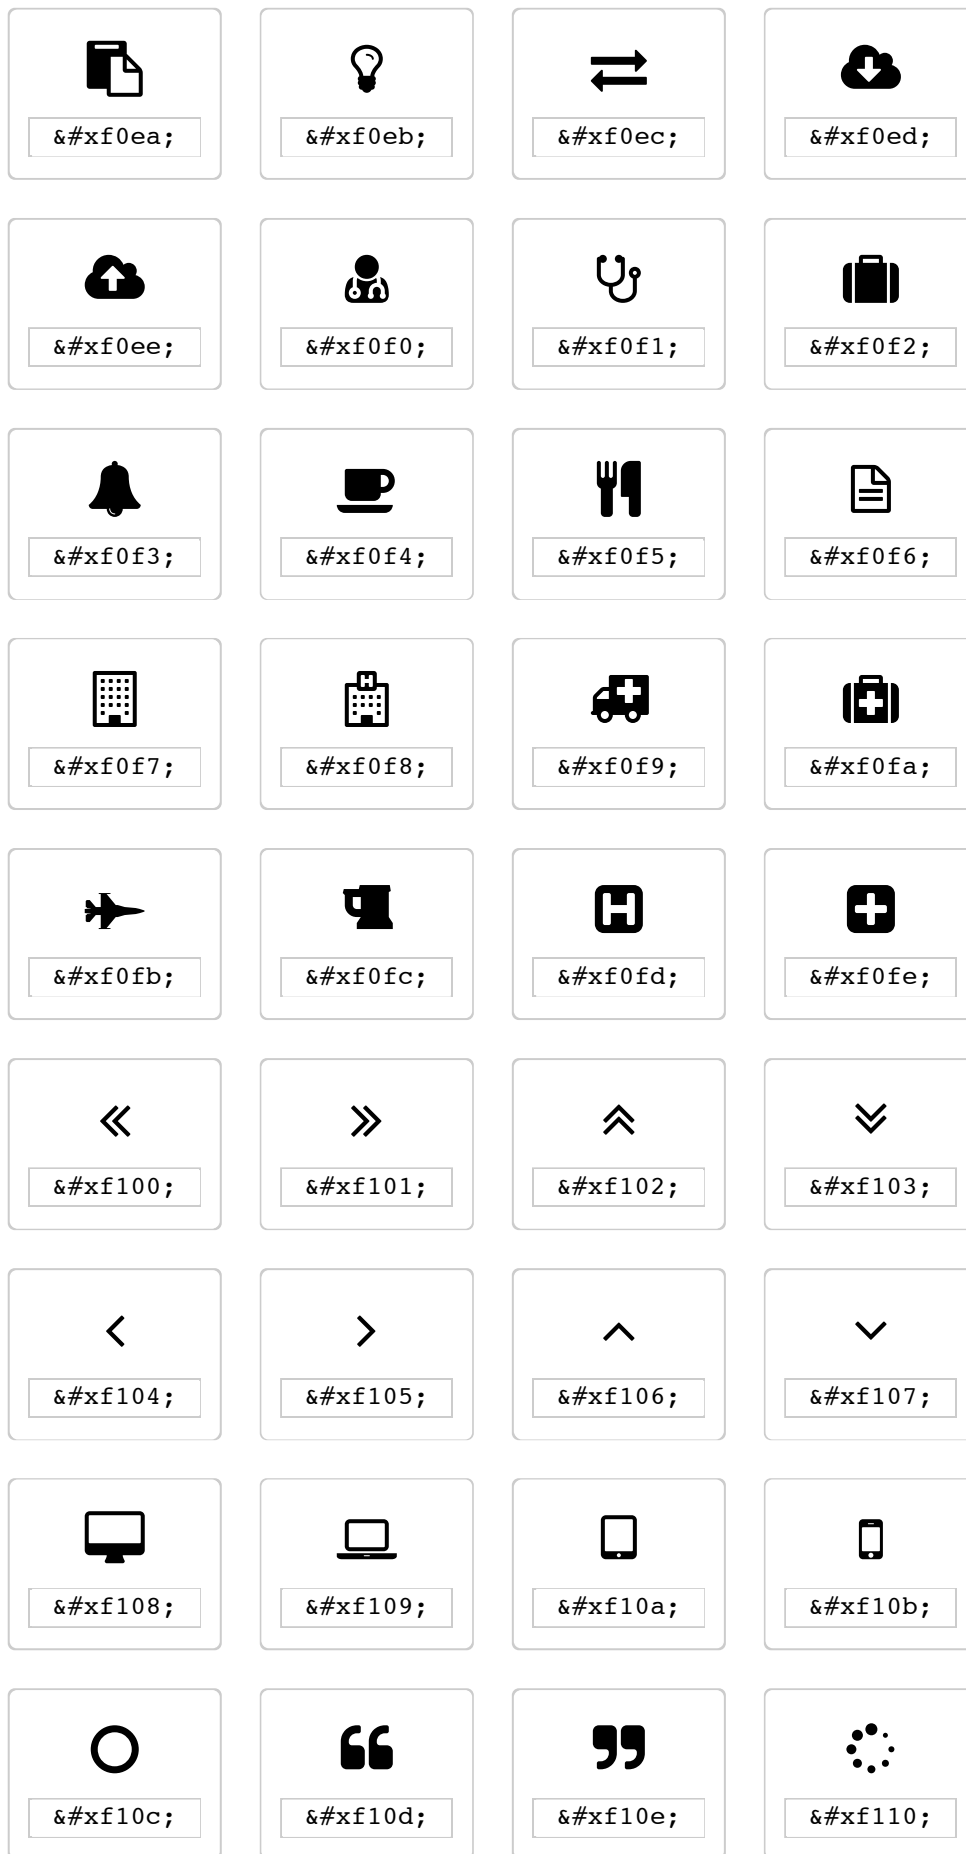 &#xf0ea; &#xf0eb; &#xf0ec; &#xf0ed;
&#xf0ee; &#xf0f0; &#xf0f1; &#xf0f2;
&#xf0f3; &#xf0f4; &#xf0f5; &#xf0f6;
H
&#xf0f7; &#xf0f8; &#xf0f9; &#xf0fa;
H
&#xf0fb; &#xf0fc; &#xf0fd; &#xf0fe;
&#xf100; &#xf101; &#xf102; &#xf103;
&#xf104; &#xf105; &#xf106; &#xf107;
&#xf108; &#xf109; &#xf10a; &#xf10b;
&#xf10c; &#xf10d; &#xf10e; &#xf110;